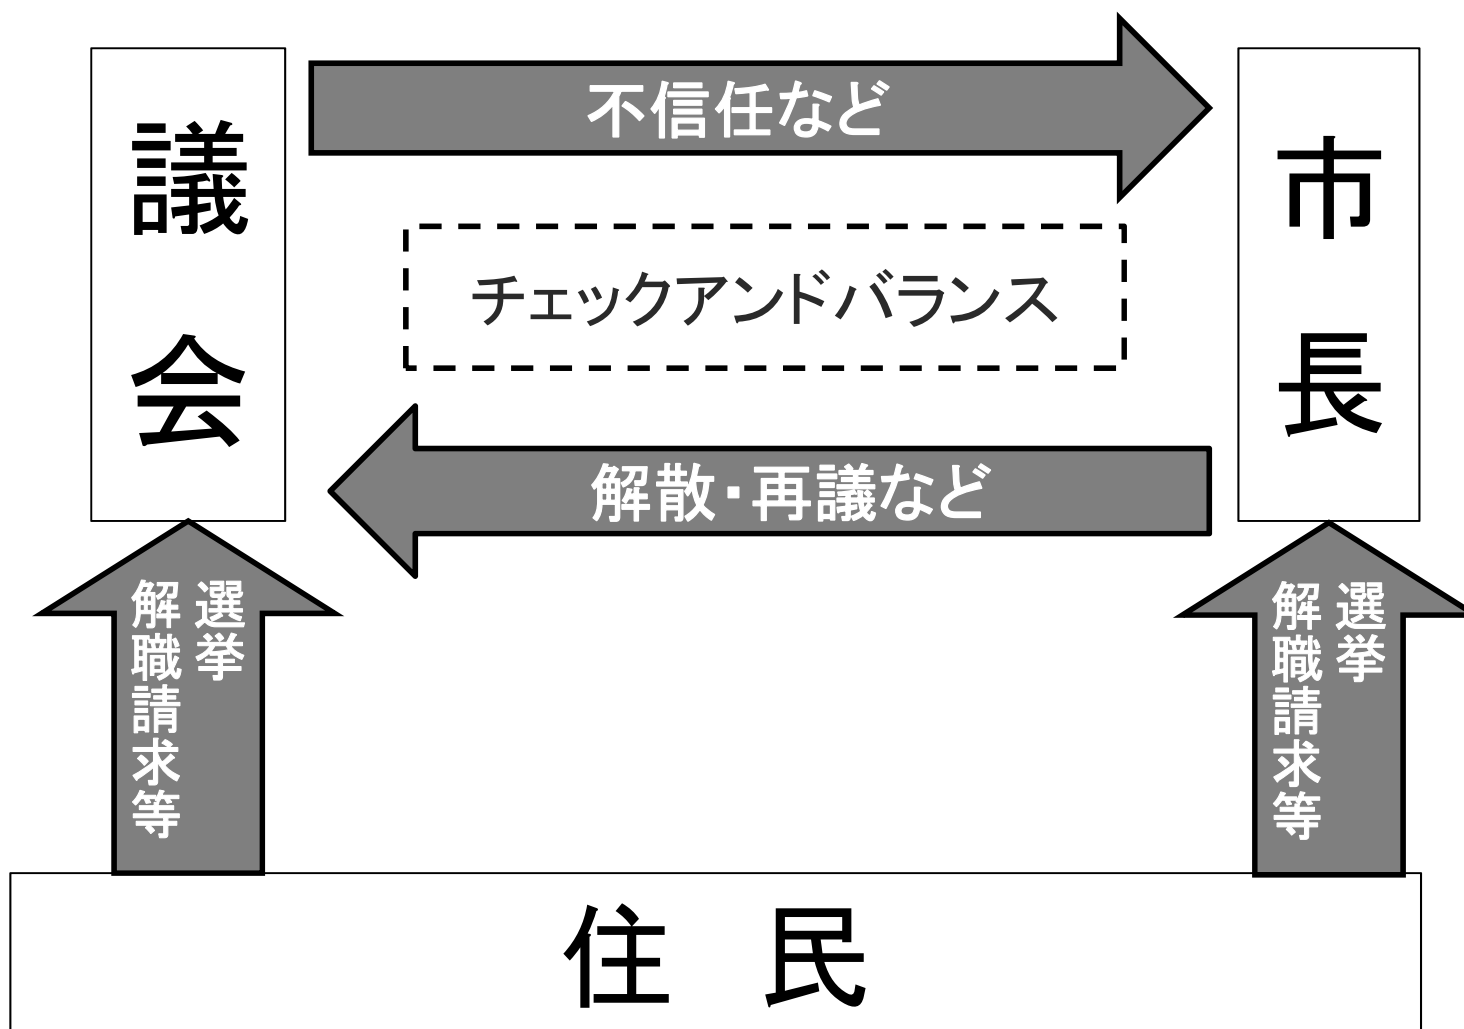 議会
不信任など
市長
チェックアンドバランス
解散・再議など
選挙
解職請求等
選挙
解職請求等
住民